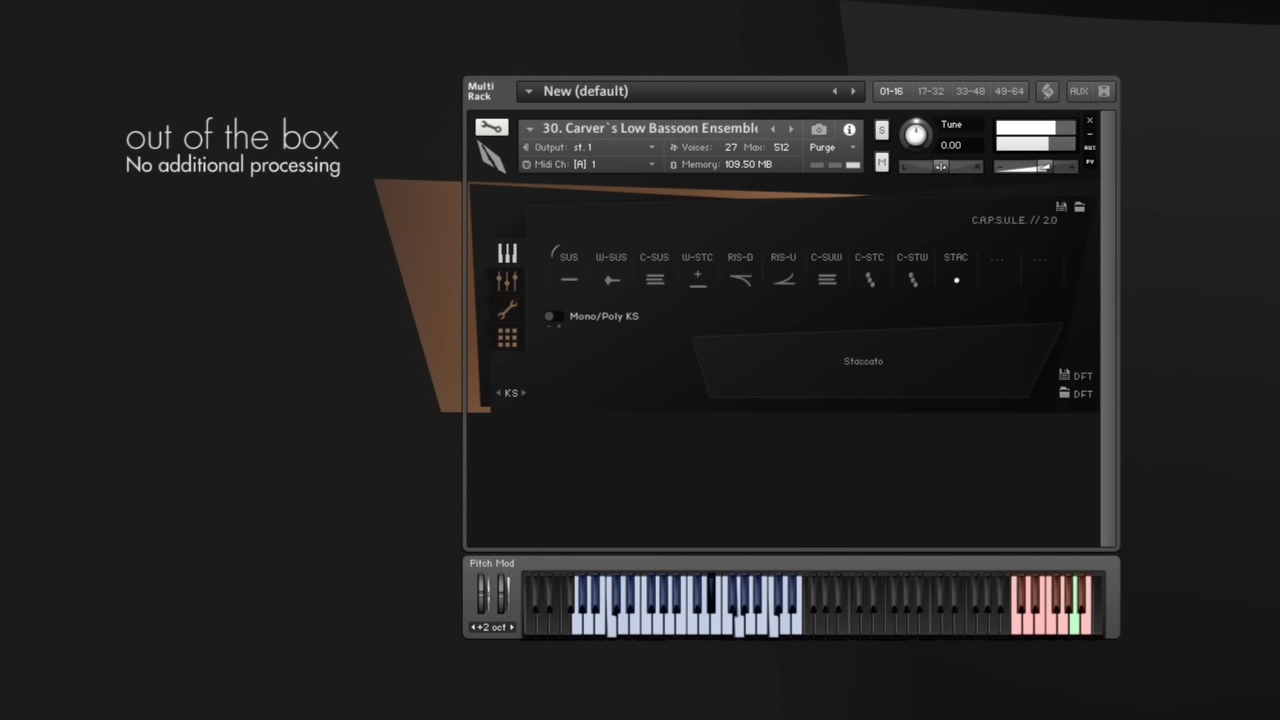 out of the box
No additional processing
Multi
Rack
New (default)
01-16 17-32 33-48 49-64
AUX
30. Carver`s Low Bassoon Ensembl
Output: st. 1
Voices: 27 Max: 512
Purge
Midi Ch: [A] 1
Memory: 109.50 MB
S
M
Tune
0.00
L R
AUX
PV
C.A.P.S.U.L.E. // 2.0
SUS W-SUS C-SUS W-STC RIS-D RIS-U C-SUW C-STC C-STW STAC ... ...
Mono/Poly KS
Staccato
KS
DFT
DFT
Pitch Mod
+2 oct